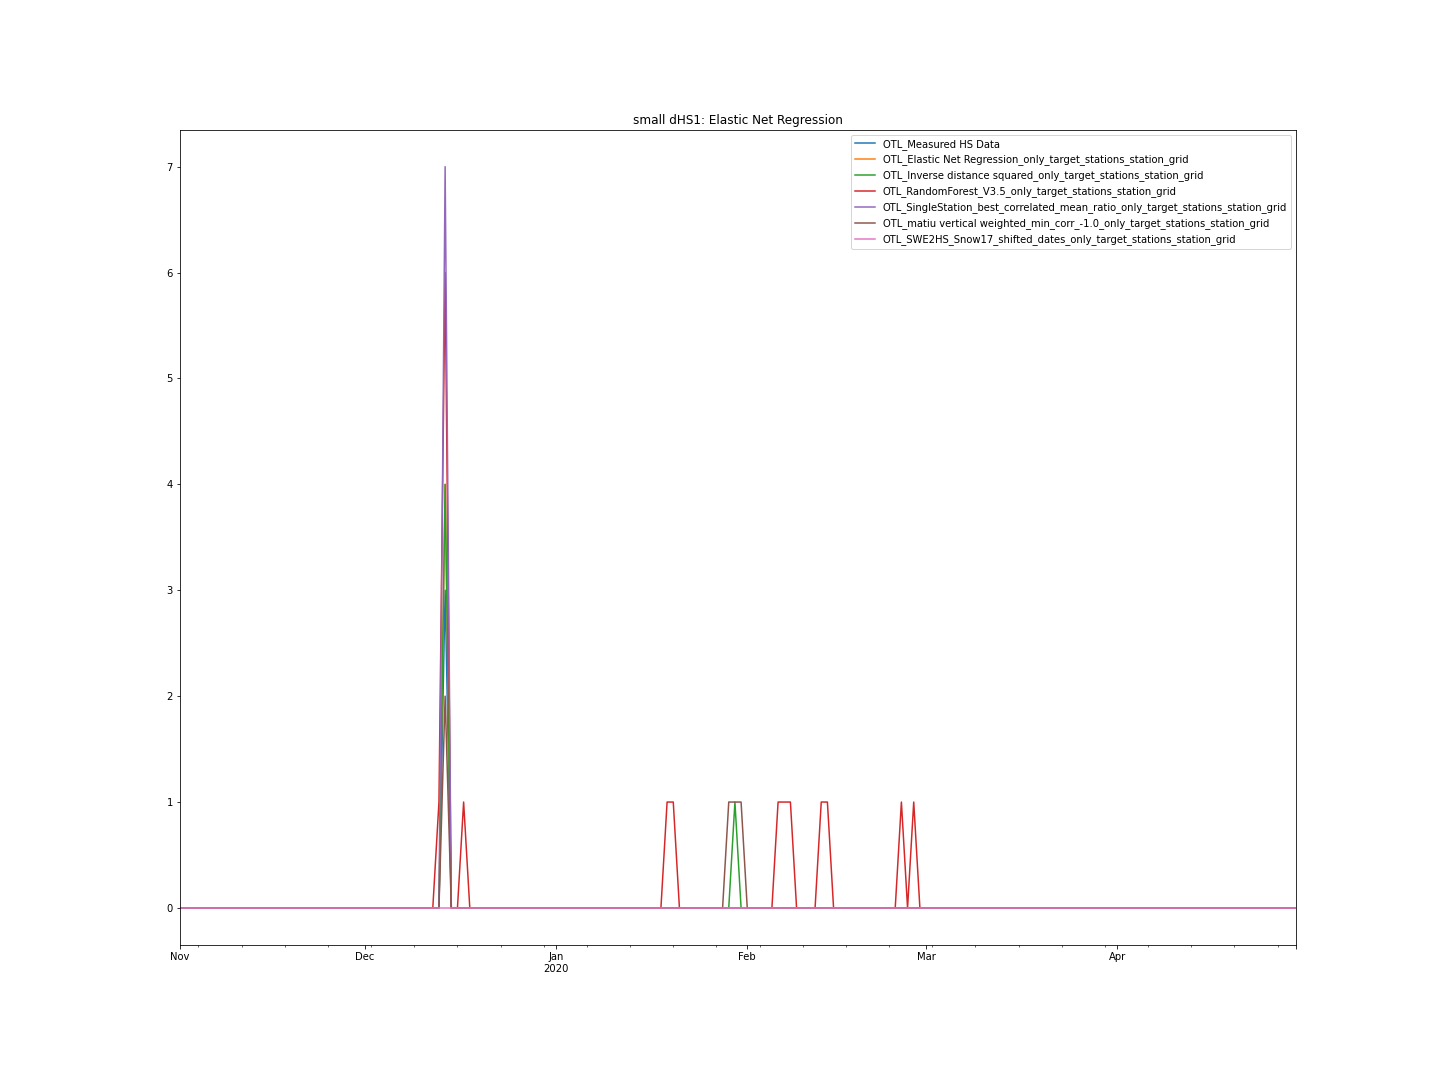 small dHS1: Elastic Net Regression
OTL_Measured HS Data
OTL_Elastic Net Regression_only_target_stations_station_grid
OTL_Inverse distance squared_only_target_stations_station_grid
OTL_RandomForest_V3.5_only_target_stations_station_grid
OTL_SingleStation_best_correlated_mean_ratio_only_target_stations_station_grid
OTL_matiu vertical weighted_min_corr_-1.0_only_target_stations_station_grid
OTL_SWE2HS_Snow17_shifted_dates_only_target_stations_station_grid
7
6
5
4
3
2
1
0
Nov Dec Jan Feb Mar Apr
2020